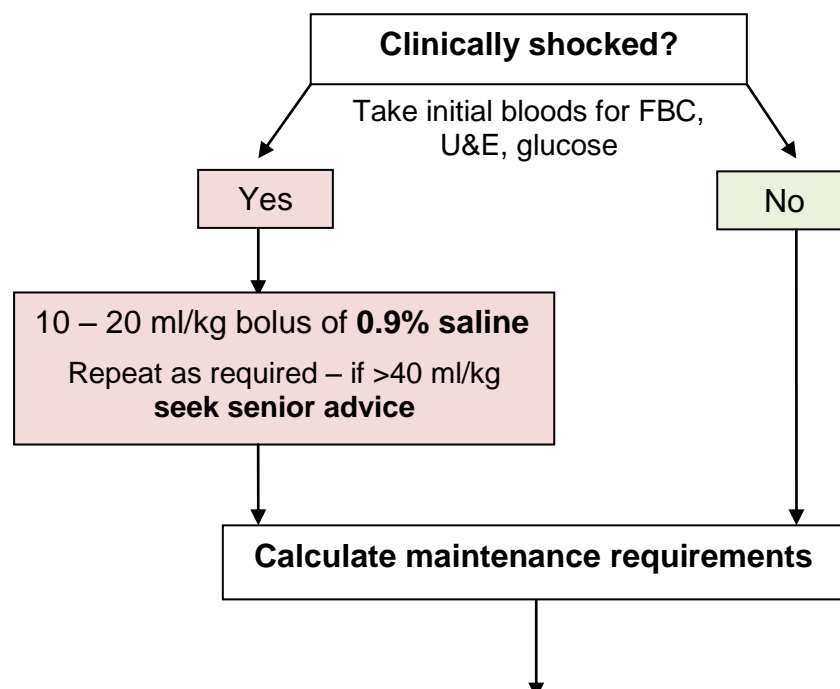 Clinically shocked?
Take initial bloods for FBC,
U&E, glucose
Yes
No
10 – 20 ml/kg bolus of 0.9% saline
Repeat as required – if >40 ml/kg
seek senior advice
Calculate maintenance requirements